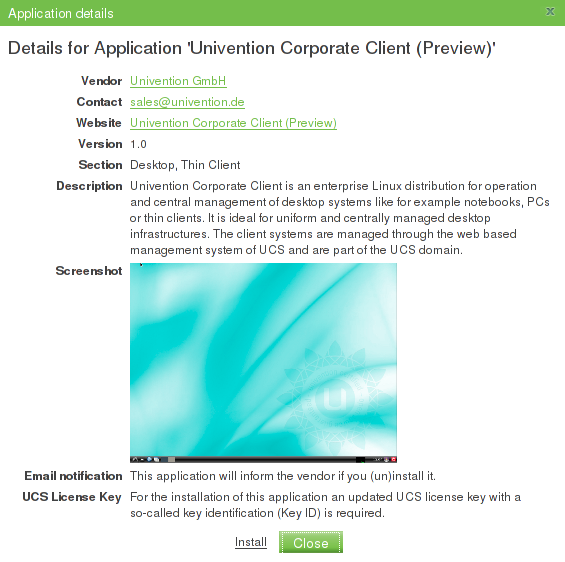 Application details
Details for Application 'Univention Corporate Client (Preview)'
Vendor Univention GmbH
Contact sales@univention.de
Website Univention Corporate Client (Preview)
Version 1.0
Section Desktop, Thin Client
Description Univention Corporate Client is an enterprise Linux distribution for operation
and central management of desktop systems like for example notebooks, PCs
or thin clients. It is ideal for uniform and centrally managed desktop
infrastructures. The client systems are managed through the web based
management system of UCS and are part of the UCS domain.
Screenshot
U
Email notification This application will inform the vendor if you (un)install it.
UCS License Key For the installation of this application an updated UCS license key with a
so-called key identification (Key ID) is required.
Install Close